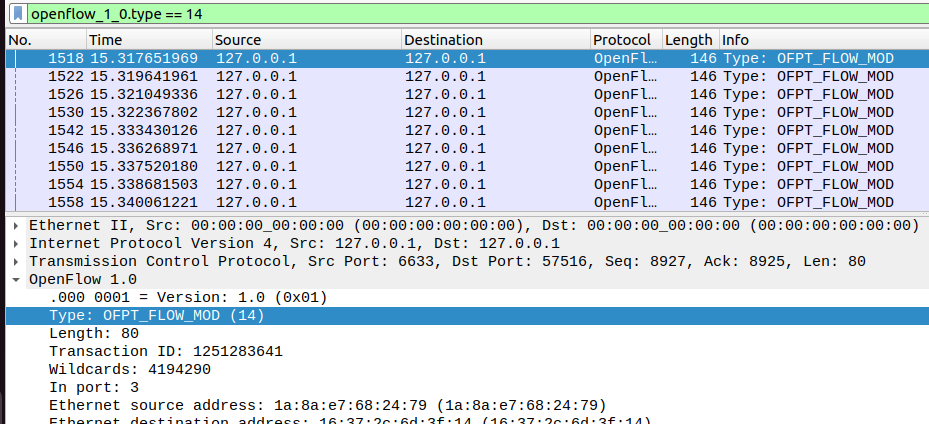 openflow_1_0.type == 14
No. Time Source Destination Protocol Length Info
1518 15.317651969 127.0.0.1 127.0.0.1 OpenFl… 146 Type: OFPT_FLOW_MOD
1522 15.319641961 127.0.0.1 127.0.0.1 OpenFl… 146 Type: OFPT_FLOW_MOD
1526 15.321049336 127.0.0.1 127.0.0.1 OpenFl… 146 Type: OFPT_FLOW_MOD
1530 15.322367802 127.0.0.1 127.0.0.1 OpenFl… 146 Type: OFPT_FLOW_MOD
1542 15.333430126 127.0.0.1 127.0.0.1 OpenFl… 146 Type: OFPT_FLOW_MOD
1546 15.336268971 127.0.0.1 127.0.0.1 OpenFl… 146 Type: OFPT_FLOW_MOD
1550 15.337520180 127.0.0.1 127.0.0.1 OpenFl… 146 Type: OFPT_FLOW_MOD
1554 15.338681503 127.0.0.1 127.0.0.1 OpenFl… 146 Type: OFPT_FLOW_MOD
1558 15.340061221 127.0.0.1 127.0.0.1 OpenFl… 146 Type: OFPT_FLOW_MOD
Ethernet II, Src: 00:00:00_00:00:00 (00:00:00:00:00:00), Dst: 00:00:00_00:00:00 (00:00:00:00:00:00)
Internet Protocol Version 4, Src: 127.0.0.1, Dst: 127.0.0.1
Transmission Control Protocol, Src Port: 6633, Dst Port: 57516, Seq: 8927, Ack: 8925, Len: 80
OpenFlow 1.0
.000 0001 = Version: 1.0 (0x01)
Type: OFPT_FLOW_MOD (14)
Length: 80
Transaction ID: 1251283641
Wildcards: 4194290
In port: 3
Ethernet source address: 1a:8a:e7:68:24:79 (1a:8a:e7:68:24:79)
Ethernet destination address: 16:37:2c:6d:3f:14 (16:37:2c:6d:3f:14)